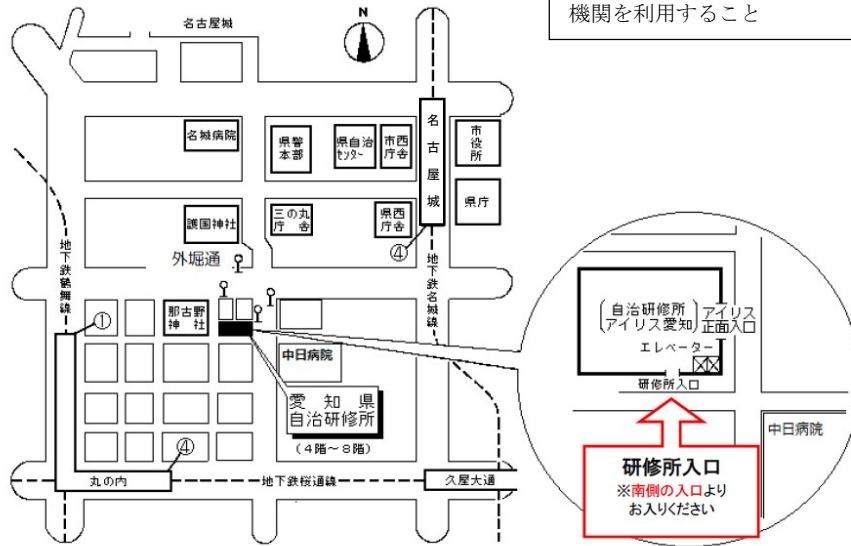 機関を利用すること
名古屋城
N
名城病院
県警
本部
県自治
センター
市西
庁舎
名古屋城
市役所
護国神社
三の丸
庁舎
県西
庁舎
県庁
④
外堀通
地下鉄鶴舞線
地下鉄名城線
①
那古野
神社
中日病院
愛知県
自治研修所
(4階～8階)
④
丸の内
地下鉄桜通線
久屋大通
自治研修所
アイリス愛知
アイリス
正面入口
エレベーター
研修所入口
中日病院
研修所入口
※南側の入口より
お入りください